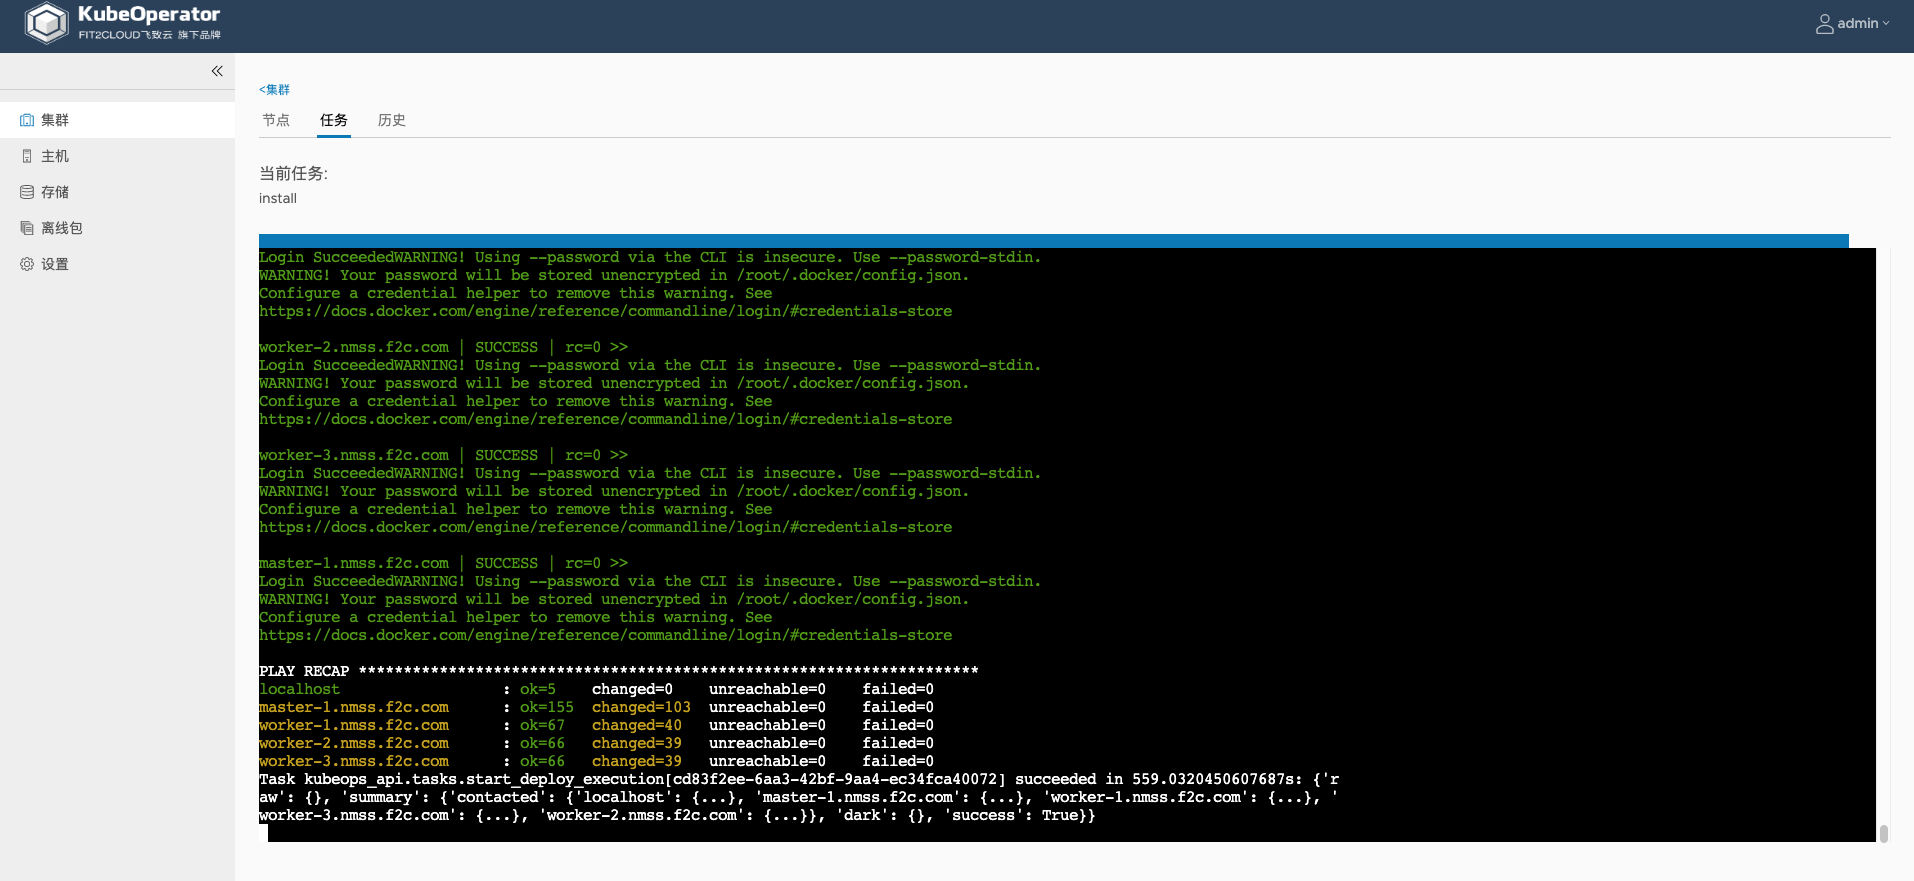 KubeOperator
FIT2CLOUD飞致云 旗下品牌
admin
集群
主机
存储
离线包
设置
<集群
节点 任务 历史
当前任务:
install
Login SucceededWARNING! Using --password via the CLI is insecure. Use --password-stdin.
WARNING! Your password will be stored unencrypted in /root/.docker/config.json.
Configure a credential helper to remove this warning. See
https://docs.docker.com/engine/reference/commandline/login/#credentials-store
worker-2.nmss.f2c.com | SUCCESS | rc=0 >>
Login SucceededWARNING! Using --password via the CLI is insecure. Use --password-stdin.
WARNING! Your password will be stored unencrypted in /root/.docker/config.json.
Configure a credential helper to remove this warning. See
https://docs.docker.com/engine/reference/commandline/login/#credentials-store
worker-3.nmss.f2c.com | SUCCESS | rc=0 >>
Login SucceededWARNING! Using --password via the CLI is insecure. Use --password-stdin.
WARNING! Your password will be stored unencrypted in /root/.docker/config.json.
Configure a credential helper to remove this warning. See
https://docs.docker.com/engine/reference/commandline/login/#credentials-store
master-1.nmss.f2c.com | SUCCESS | rc=0 >>
Login SucceededWARNING! Using --password via the CLI is insecure. Use --password-stdin.
WARNING! Your password will be stored unencrypted in /root/.docker/config.json.
Configure a credential helper to remove this warning. See
https://docs.docker.com/engine/reference/commandline/login/#credentials-store
PLAY RECAP *********************************************************************
localhost : ok=5 changed=0 unreachable=0 failed=0
master-1.nmss.f2c.com : ok=155 changed=103 unreachable=0 failed=0
worker-1.nmss.f2c.com : ok=67 changed=40 unreachable=0 failed=0
worker-2.nmss.f2c.com : ok=66 changed=39 unreachable=0 failed=0
worker-3.nmss.f2c.com : ok=66 changed=39 unreachable=0 failed=0
Task kubeops_api.tasks.start_deploy_execution[cd83f2ee-6aa3-42bf-9aa4-ec34fca40072] succeeded in 559.0320450607687s: {'r
aw': {}, 'summary': {'contacted': {'localhost': {...}, 'master-1.nmss.f2c.com': {...}, 'worker-1.nmss.f2c.com': {...}, '
worker-3.nmss.f2c.com': {...}, 'worker-2.nmss.f2c.com': {...}}, 'dark': {}, 'success': True}}